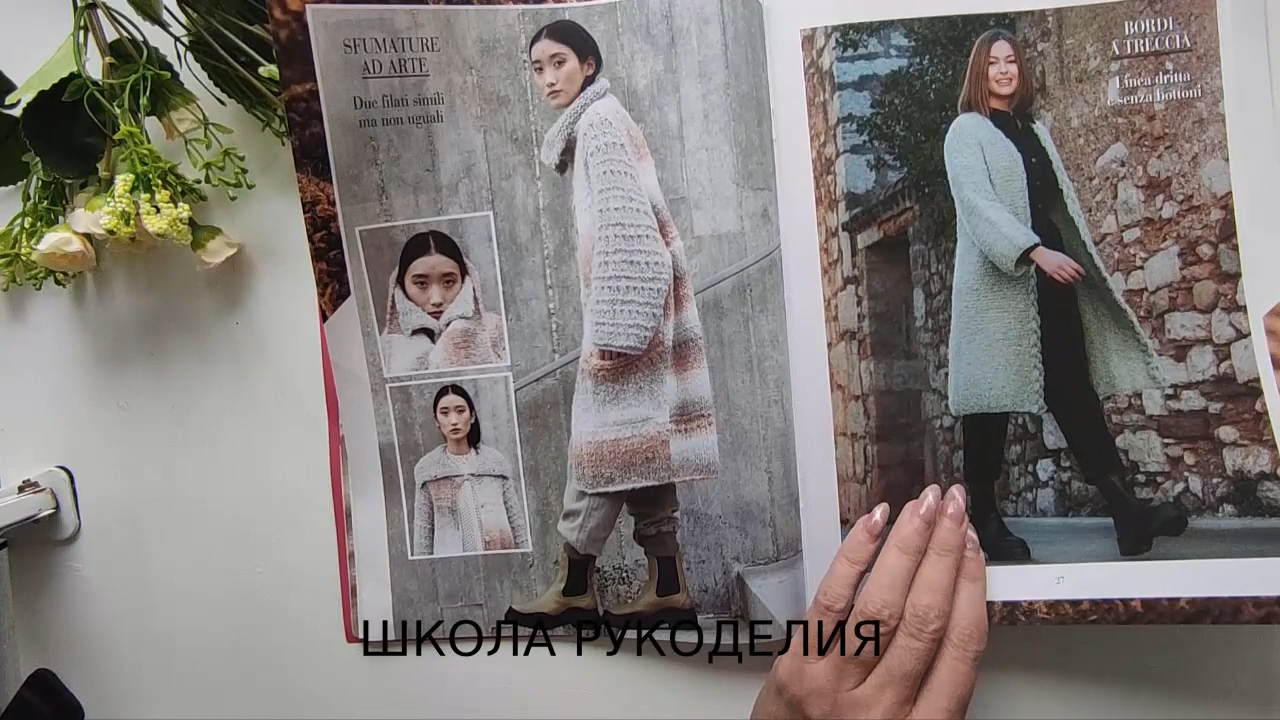 SFUMATURE
AD ARTE
Due filati simili
ma non uguali
BORDI
A TRECCIA
Linea dritta
e senza bottoni
27
ШКОЛА РУКОДЕЛИЯ